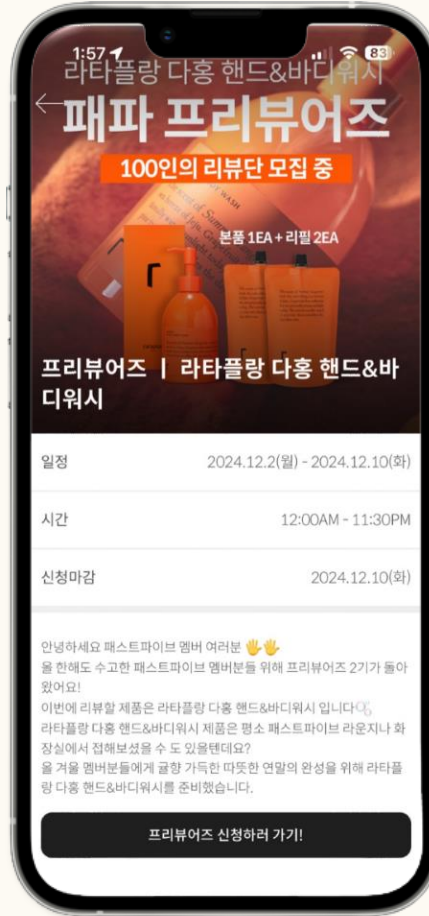 1:57
83
라타플랑 다홍 핸드&바디워시
패파 프리뷰어즈
100인의 리뷰단 모집 중
본품 1EA + 리필 2EA
프리뷰어즈 ㅣ 라타플랑 다홍 핸드&바
디워시
일정 2024.12.2(월) - 2024.12.10(화)
시간 12:00AM - 11:30PM
신청마감 2024.12.10(화)
안녕하세요 패스트파이브 멤버 여러분 🖐🖐
올 한해도 수고한 패스트파이브 멤버분들 위해 프리뷰어즈 2기가 돌아
왔어요!
이번에 리뷰할 제품은 라타플랑 다홍 핸드&바디워시 입니다🫧
라타플랑 다홍 핸드&바디워시 제품은 평소 패스트파이브 라운지나 화
장실에서 접해보셨을 수 도 있을텐데요?
올 겨울 멤버분들에게 귤향 가득한 따뜻한 연말의 완성을 위해 라타플
랑 다홍 핸드&바디워시를 준비했습니다.
프리뷰어즈 신청하러 가기!